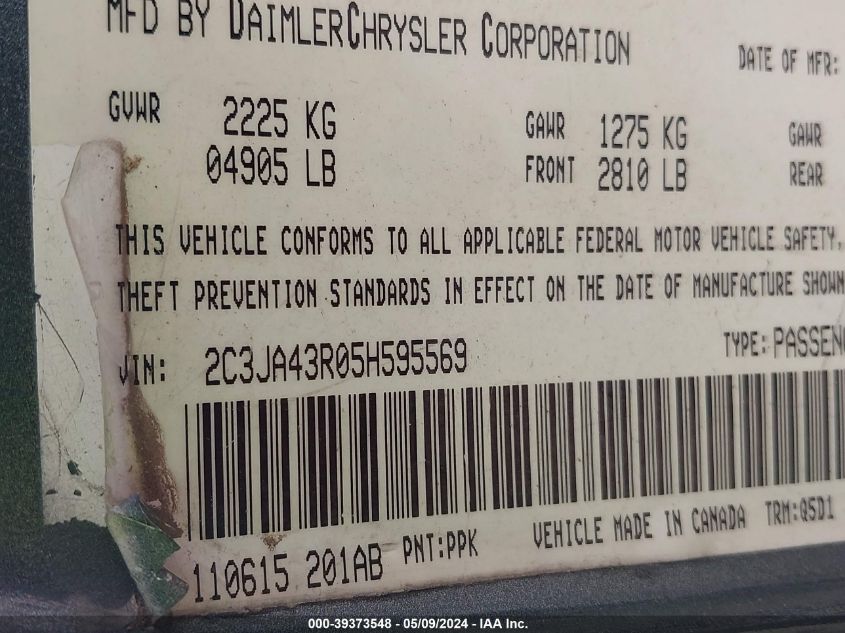 MFD BY DAIMLERCHRYSLER CORPORATION DATE OF MFR:
GVWR 2225 KG GAWR 1275 KG GAWR
04905 LB FRONT 2810 LB REAR
THIS VEHICLE CONFORMS TO ALL APPLICABLE FEDERAL MOTOR VEHICLE SAFETY,
THEFT PREVENTION STANDARDS IN EFFECT ON THE DATE OF MANUFACTURE SHOWN
VIN: 2C3JA43R05H595569 TYPE: PASSENG
110615 201AB PNT:PPK VEHICLE MADE IN CANADA TRM:Q5D1
000-39373548 - 05/09/2024 - IAA Inc.